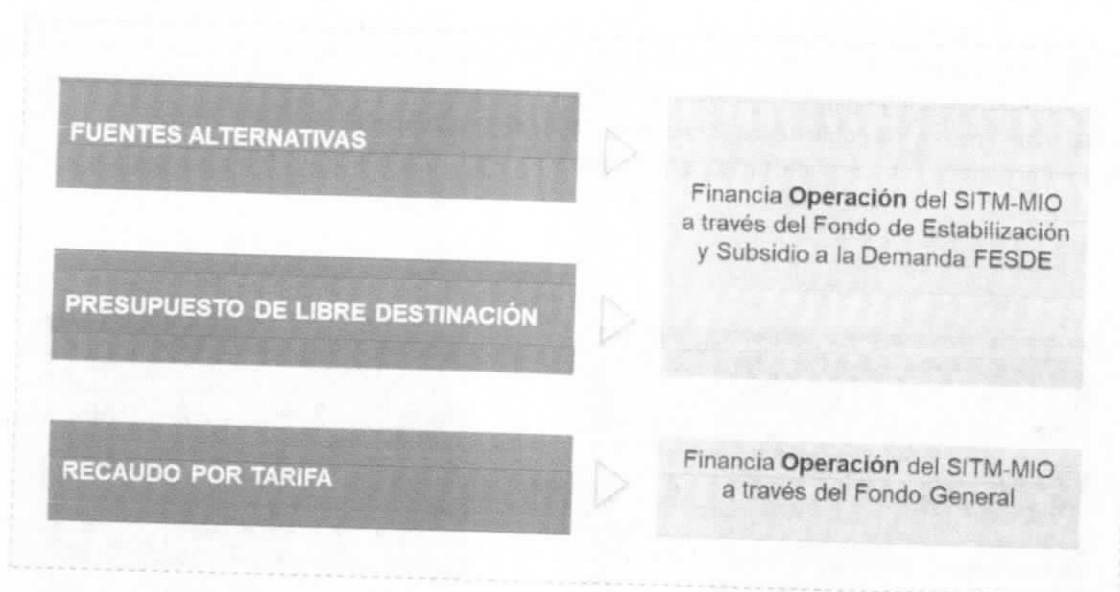 FUENTES ALTERNATIVAS
Financia Operación del SITM-MIO
a través del Fondo de Estabilización
y Subsidio a la Demanda FESDE
PRESUPUESTO DE LIBRE DESTINACIÓN
RECAUDO POR TARIFA
Financia Operación del SITM-MIO
a través del Fondo General